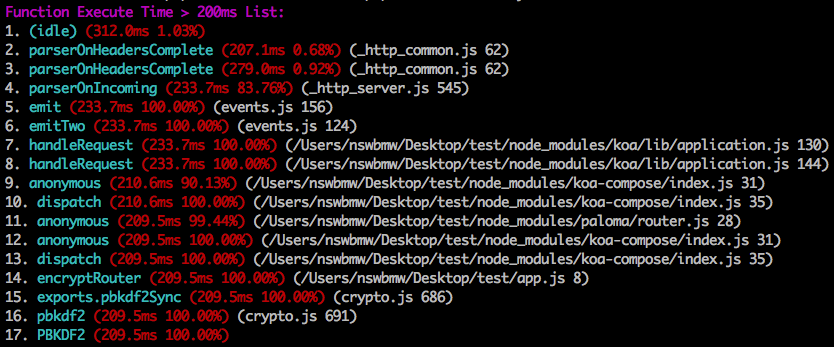 Function Execute Time > 200ms List:
1. (idle) (312.0ms 1.03%)
2. parserOnHeadersComplete (207.1ms 0.68%) (_http_common.js 62)
3. parserOnHeadersComplete (279.0ms 0.92%) (_http_common.js 62)
4. parserOnIncoming (233.7ms 83.76%) (_http_server.js 545)
5. emit (233.7ms 100.00%) (events.js 156)
6. emitTwo (233.7ms 100.00%) (events.js 124)
7. handleRequest (233.7ms 100.00%) (/Users/nswbmw/Desktop/test/node_modules/koa/lib/application.js 130)
8. handleRequest (233.7ms 100.00%) (/Users/nswbmw/Desktop/test/node_modules/koa/lib/application.js 144)
9. anonymous (210.6ms 90.13%) (/Users/nswbmw/Desktop/test/node_modules/koa-compose/index.js 31)
10. dispatch (210.6ms 100.00%) (/Users/nswbmw/Desktop/test/node_modules/koa-compose/index.js 35)
11. anonymous (209.5ms 99.44%) (/Users/nswbmw/Desktop/test/node_modules/paloma/router.js 28)
12. anonymous (209.5ms 100.00%) (/Users/nswbmw/Desktop/test/node_modules/koa-compose/index.js 31)
13. dispatch (209.5ms 100.00%) (/Users/nswbmw/Desktop/test/node_modules/koa-compose/index.js 35)
14. encryptRouter (209.5ms 100.00%) (/Users/nswbmw/Desktop/test/app.js 8)
15. exports.pbkdf2Sync (209.5ms 100.00%) (crypto.js 686)
16. pbkdf2 (209.5ms 100.00%) (crypto.js 691)
17. PBKDF2 (209.5ms 100.00%)